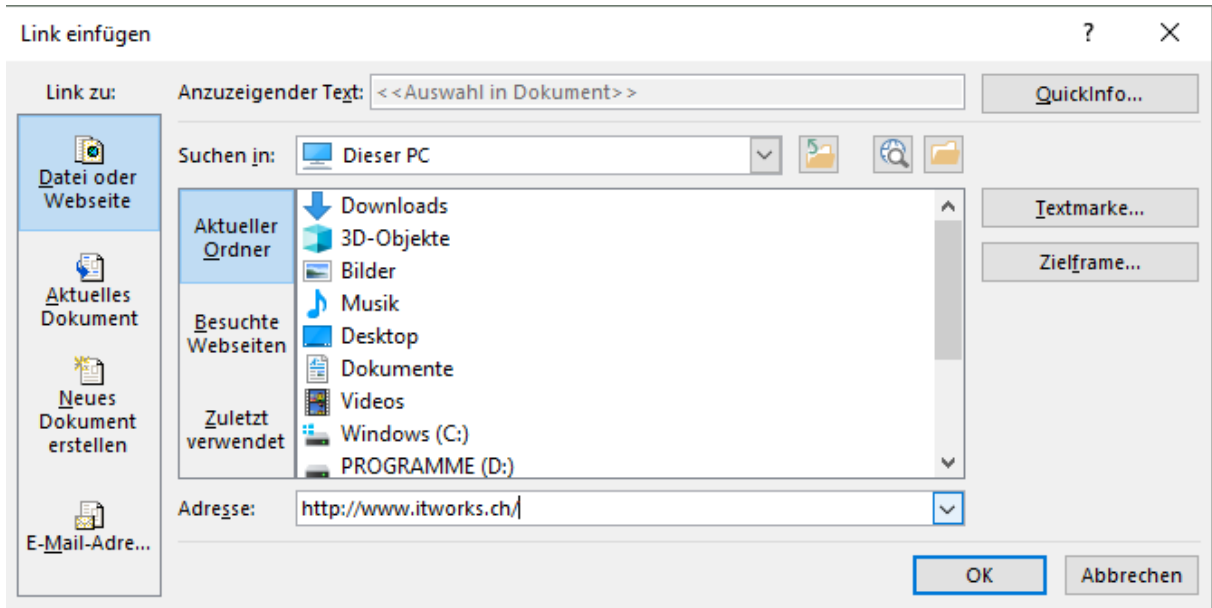 Link einfügen
?
Link zu:
Anzuzeigender Text: <<Auswahl in Dokument>>
QuickInfo...
Datei oder
Webseite
Aktuelles
Dokument
Neues
Dokument
erstellen
E-Mail-Adre...
Suchen in:
Dieser PC
Aktueller
Ordner
Besuchte
Webseiten
Zuletzt
verwendet
Downloads
3D-Objekte
Bilder
Musik
Desktop
Dokumente
Videos
Windows (C:)
PROGRAMME (D:)
Textmarke...
Zielframe...
Adresse:
http://www.itworks.ch/
OK
Abbrechen